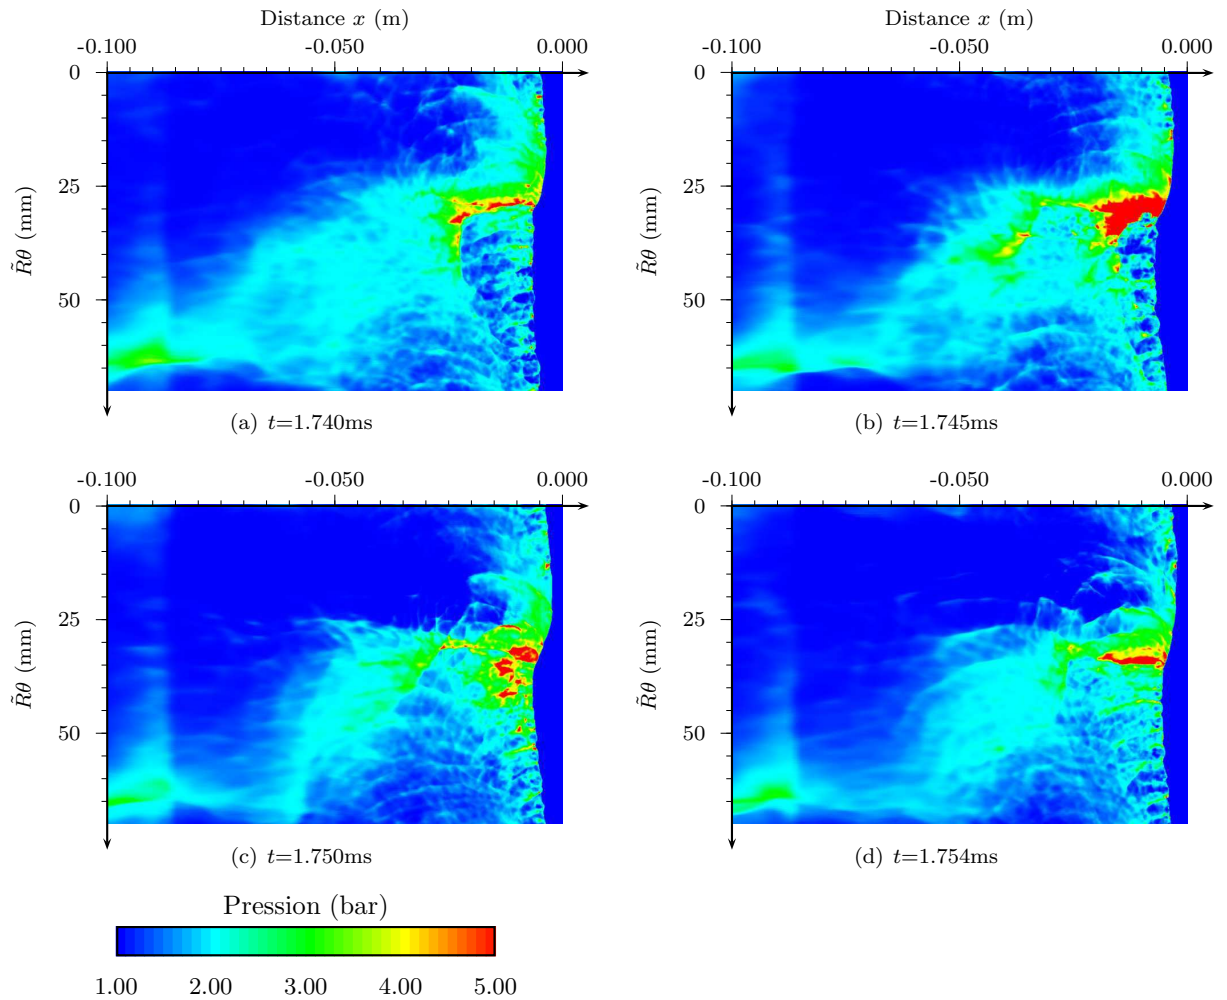 Distance x (m)
-0.100 -0.050 0.000
0
25
50
R̃θ (mm)
(a) t=1.740ms
Distance x (m)
-0.100 -0.050 0.000
0
25
50
R̃θ (mm)
(b) t=1.745ms
-0.100 -0.050 0.000
0
25
50
R̃θ (mm)
(c) t=1.750ms
-0.100 -0.050 0.000
0
25
50
R̃θ (mm)
(d) t=1.754ms
Pression (bar)
1.00 2.00 3.00 4.00 5.00